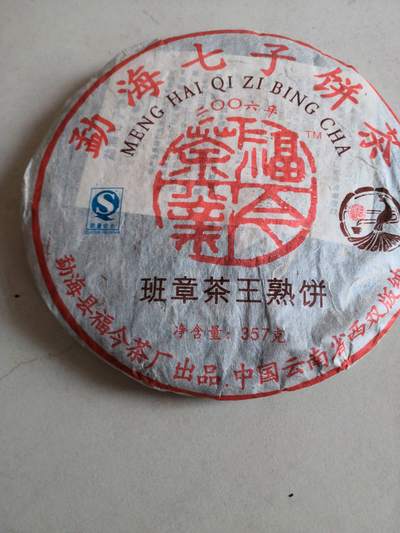 勐海七子饼茶
MENG HAI QI ZI BING CHA
二〇〇六年
TM
福今茶業
班章茶王熟饼
净含量：357克
勐海县福今茶厂出品.中国云南省西双版纳